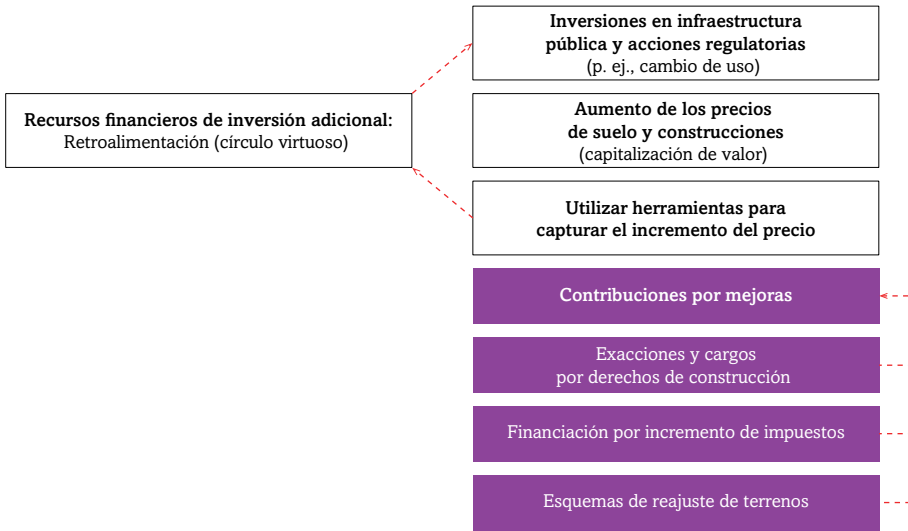 Inversiones en infraestructura
pública y acciones regulatorias
(p. ej., cambio de uso)
Recursos financieros de inversión adicional:
Retroalimentación (círculo virtuoso)
Aumento de los precios
de suelo y construcciones
(capitalización de valor)
Utilizar herramientas para
capturar el incremento del precio
Contribuciones por mejoras
Exacciones y cargos
por derechos de construcción
Financiación por incremento de impuestos
Esquemas de reajuste de terrenos